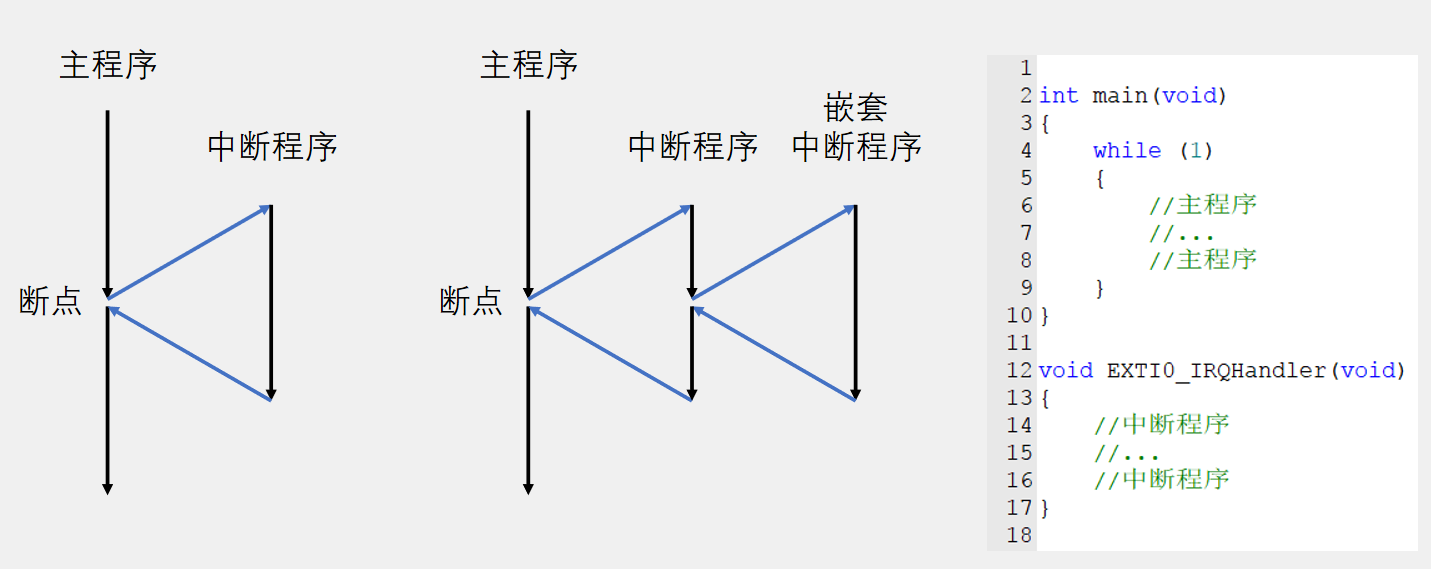 主程序
中断程序
断点
主程序
中断程序
嵌套
中断程序
断点
1
2 int main(void)
3 {
4     while (1)
5     {
6         //主程序
7         //...
8         //主程序
9     }
10 }
11
12 void EXTI0_IRQHandler(void)
13 {
14     //中断程序
15     //...
16     //中断程序
17 }
18